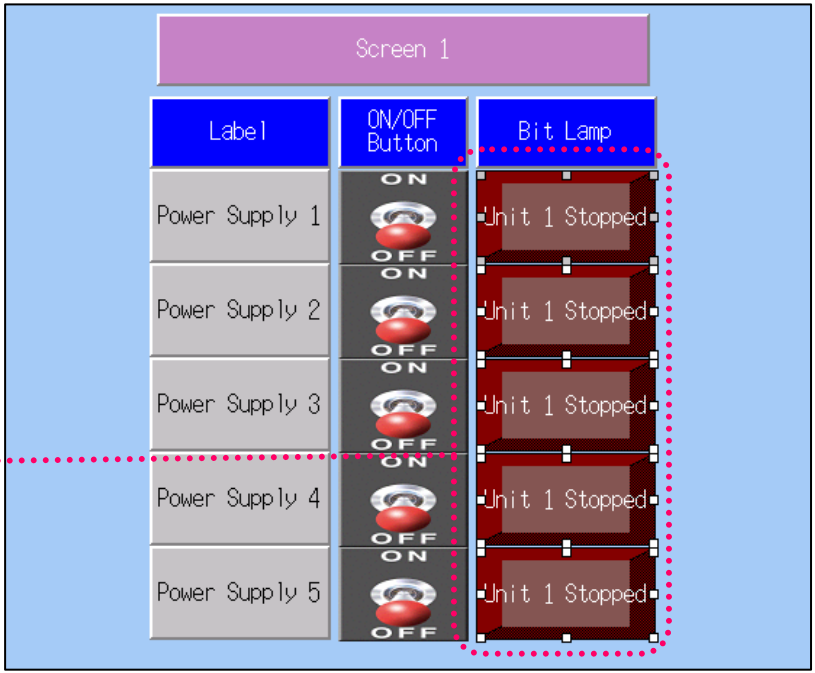 Screen 1
Label
ON/OFF
Button
Bit Lamp
Power Supply 1
ON
OFF
Unit 1 Stopped
Power Supply 2
ON
OFF
Unit 1 Stopped
Power Supply 3
ON
OFF
Unit 1 Stopped
Power Supply 4
ON
OFF
Unit 1 Stopped
Power Supply 5
ON
OFF
Unit 1 Stopped